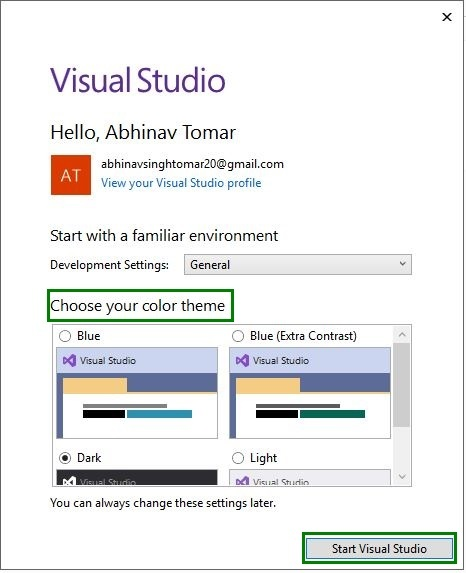 Visual Studio
Hello, Abhinav Tomar
AT
abhinavsinghtomar20@gmail.com
View your Visual Studio profile
Start with a familiar environment
Development Settings: General
Choose your color theme
Blue Blue (Extra Contrast)
Visual Studio Visual Studio
Dark Light
Visual Studio Visual Studio
You can always change these settings later.
Start Visual Studio